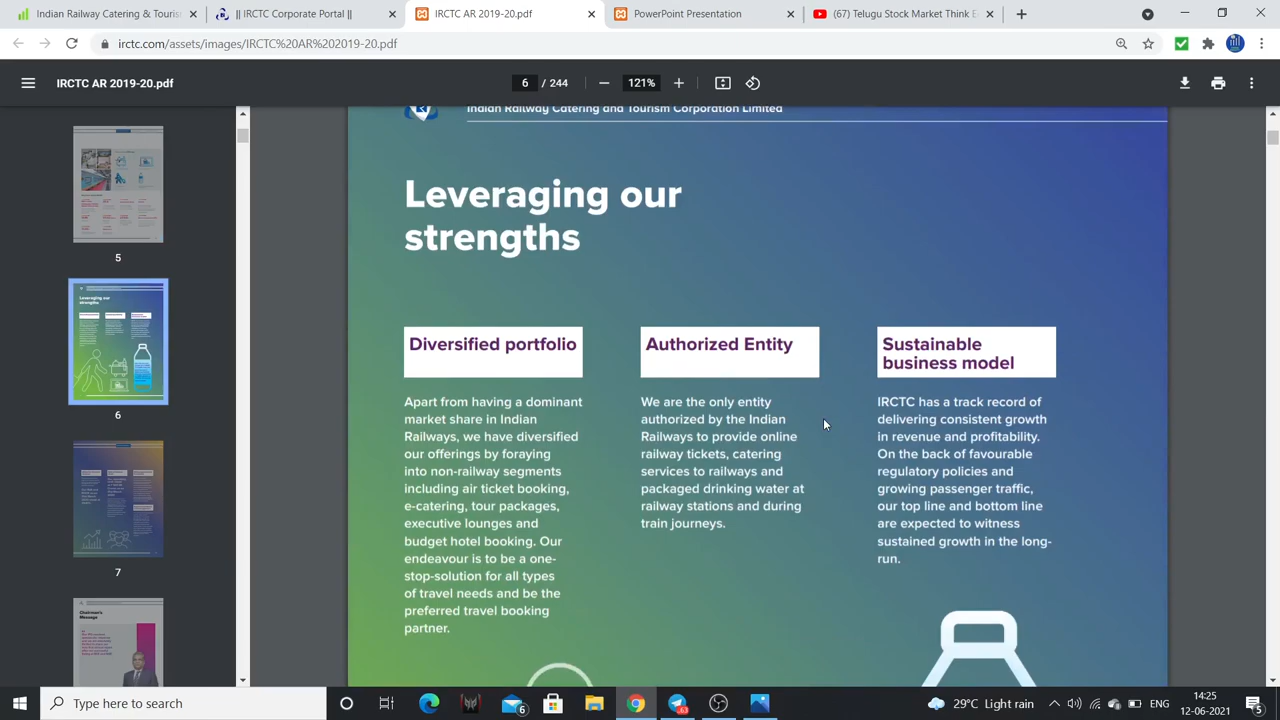 Indian Railway Catering & Touris
|| IRCTC Corporate Portal ||
IRCTC AR 2019-20.pdf
PowerPoint Presentation
(67) Telugu Stock Market Think E
irctc.com/assets/images/IRCTC%20AR%202019-20.pdf
IRCTC AR 2019-20.pdf
6 / 244
121%
5
6
7
Leveraging our
strengths
Chairman's
Message
Indian Railway Catering and Tourism Corporation Limited
Leveraging our
strengths
Diversified portfolio
Apart from having a dominant
market share in Indian
Railways, we have diversified
our offerings by foraying
into non-railway segments
including air ticket booking,
e-catering, tour packages,
executive lounges and
budget hotel booking. Our
endeavour is to be a one-
stop-solution for all types
of travel needs and be the
preferred travel booking
partner.
Authorized Entity
We are the only entity
authorized by the Indian
Railways to provide online
railway tickets, catering
services to railways and
packaged drinking water at
railway stations and during
train journeys.
Sustainable
business model
IRCTC has a track record of
delivering consistent growth
in revenue and profitability.
On the back of favourable
regulatory policies and
growing passenger traffic,
our top line and bottom line
are expected to witness
sustained growth in the long-
run.
Type here to search
6
63
29°C Light rain
ENG
14:25
12-06-2021
5